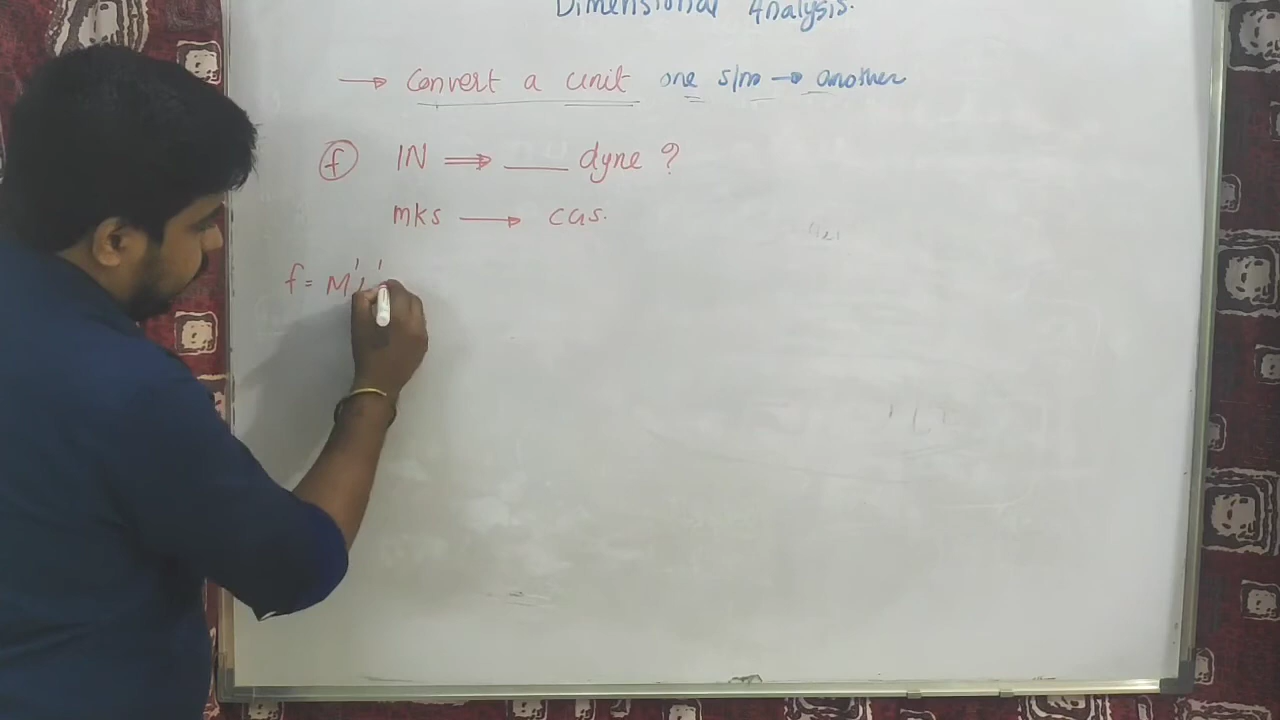 Dimensional Analysis.
→ Convert a unit one s/m → another
f 1N ⇒ ___ dyne ?
mks → CGS.
f = M¹L¹